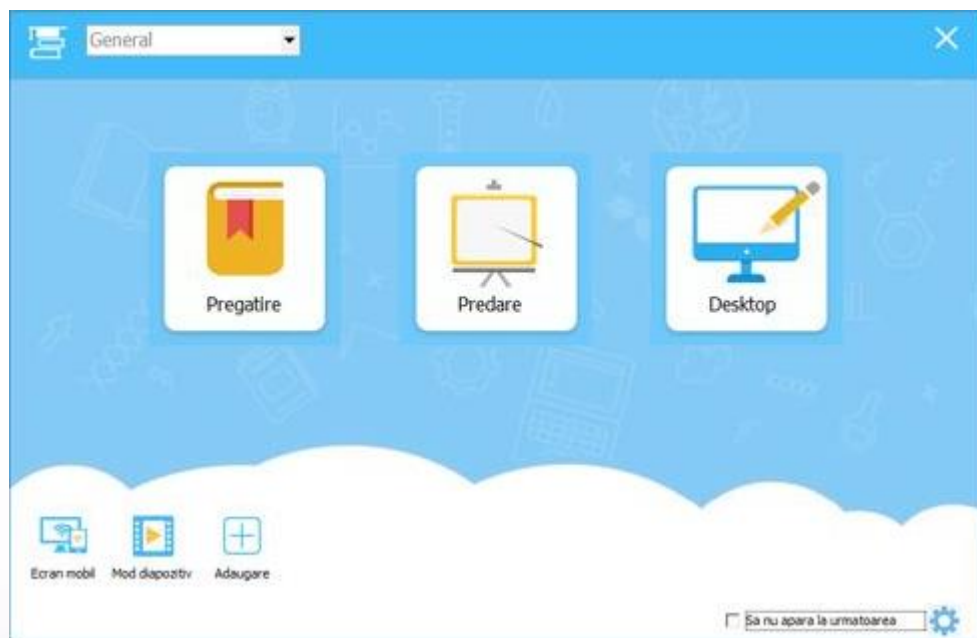 General
Pregatire
Predare
Desktop
Ecran mobil
Mod diapozitiv
Adaugare
Sa nu apara la urmatoarea